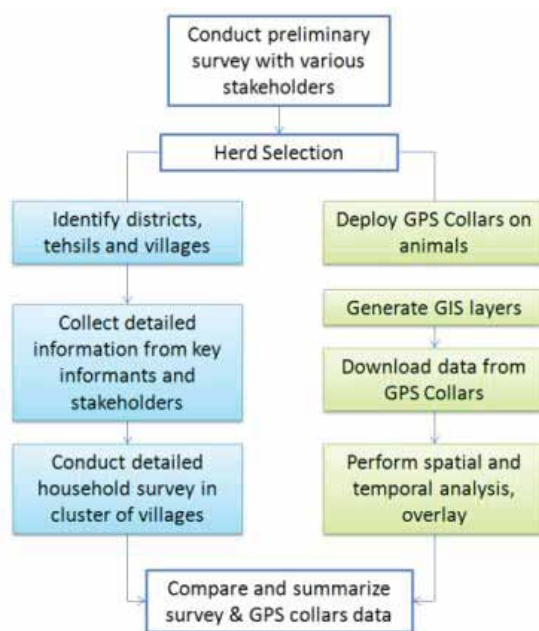 Conduct preliminary
survey with various
stakeholders
Herd Selection
Identify districts,
tehsils and villages
Collect detailed
information from key
informants and
stakeholders
Conduct detailed
household survey in
cluster of villages
Deploy GPS Collars on
animals
Generate GIS layers
Download data from
GPS Collars
Perform spatial and
temporal analysis,
overlay
Compare and summarize
survey & GPS collars data